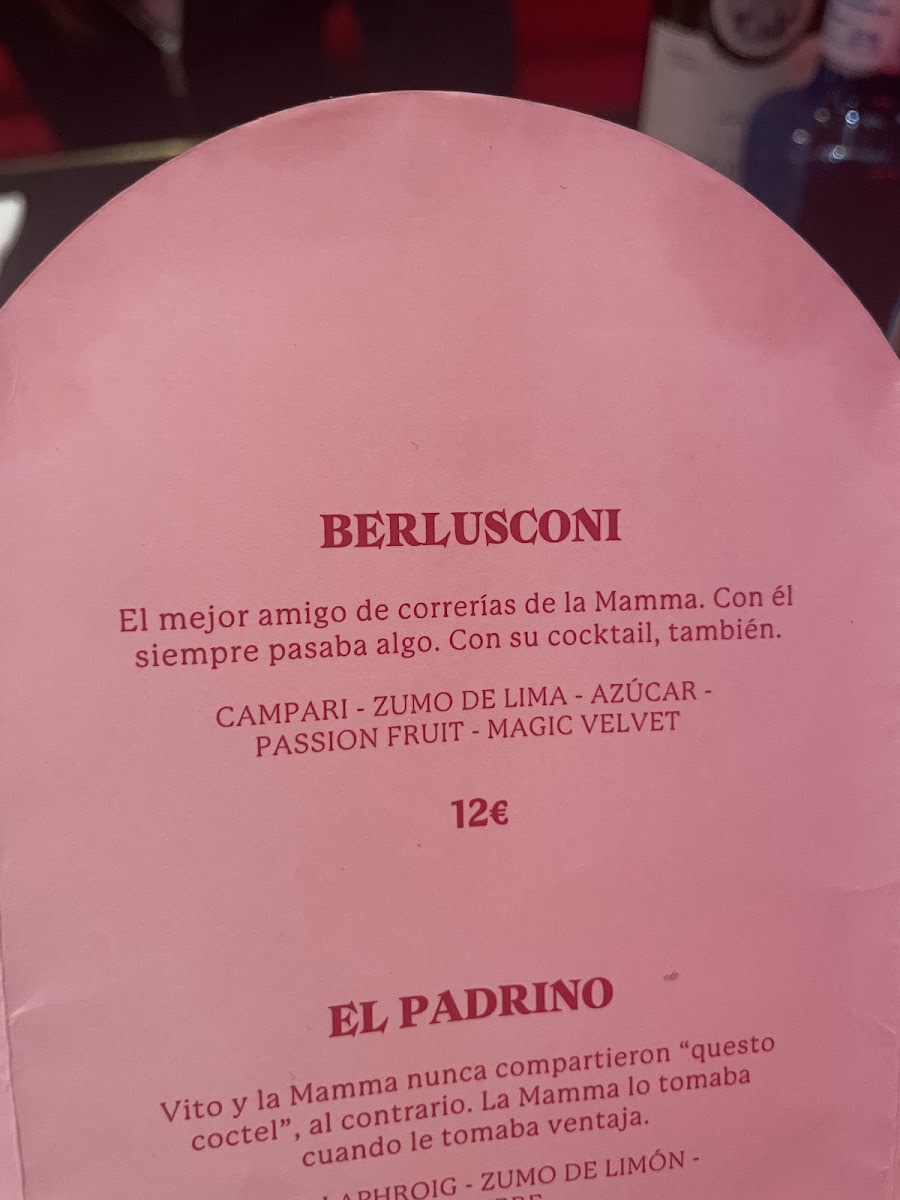 BERLUSCONI
El mejor amigo de correrías de la Mamma. Con él
siempre pasaba algo. Con su cocktail, también.
CAMPARI - ZUMO DE LIMA - AZÚCAR -
PASSION FRUIT - MAGIC VELVET
12€
EL PADRINO
Vito y la Mamma nunca compartieron “questo
coctel”, al contrario. La Mamma lo tomaba
cuando le tomaba ventaja.
LAPHROIG - ZUMO DE LIMÓN -